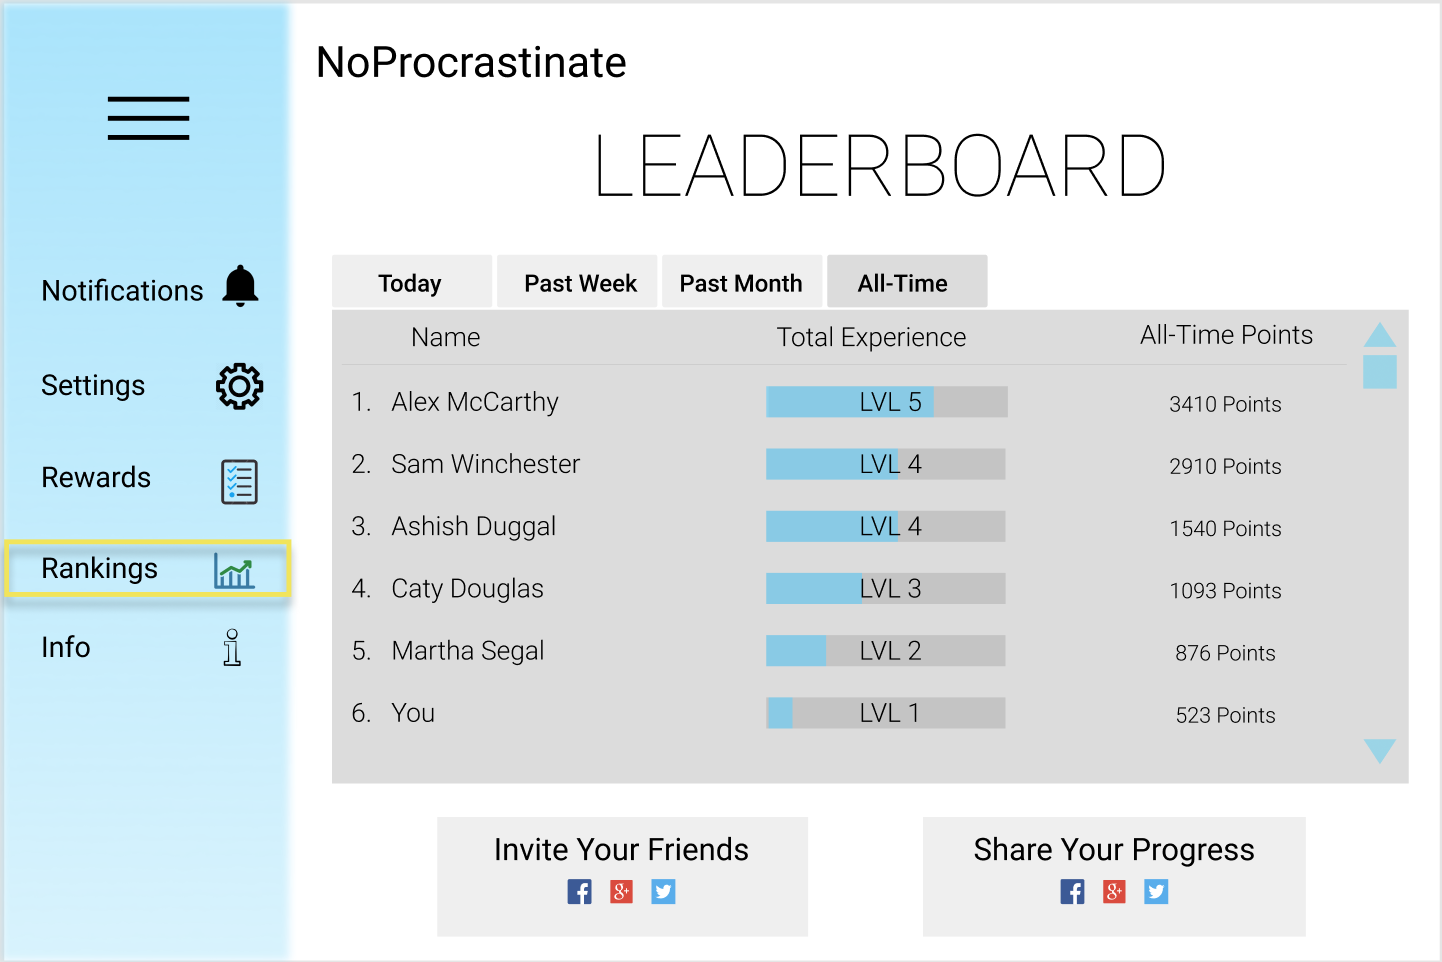 NoProcrastinate
LEADERBOARD
Notifications
Settings
Rewards
Rankings
Info
Today Past Week Past Month All-Time
Name Total Experience All-Time Points
1. Alex McCarthy LVL 5 3410 Points
2. Sam Winchester LVL 4 2910 Points
3. Ashish Duggal LVL 4 1540 Points
4. Caty Douglas LVL 3 1093 Points
5. Martha Segal LVL 2 876 Points
6. You LVL 1 523 Points
Invite Your Friends
Share Your Progress